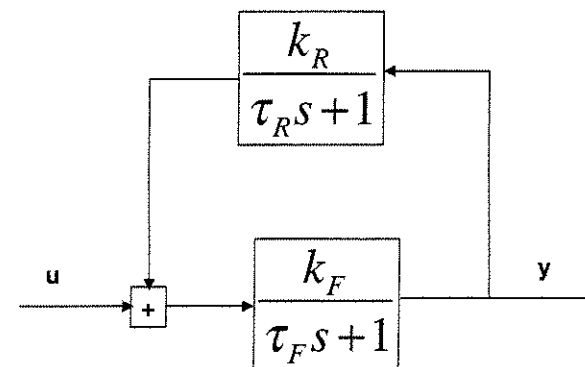 k_R
τ_R s + 1
u
+
k_F
τ_F s + 1
y